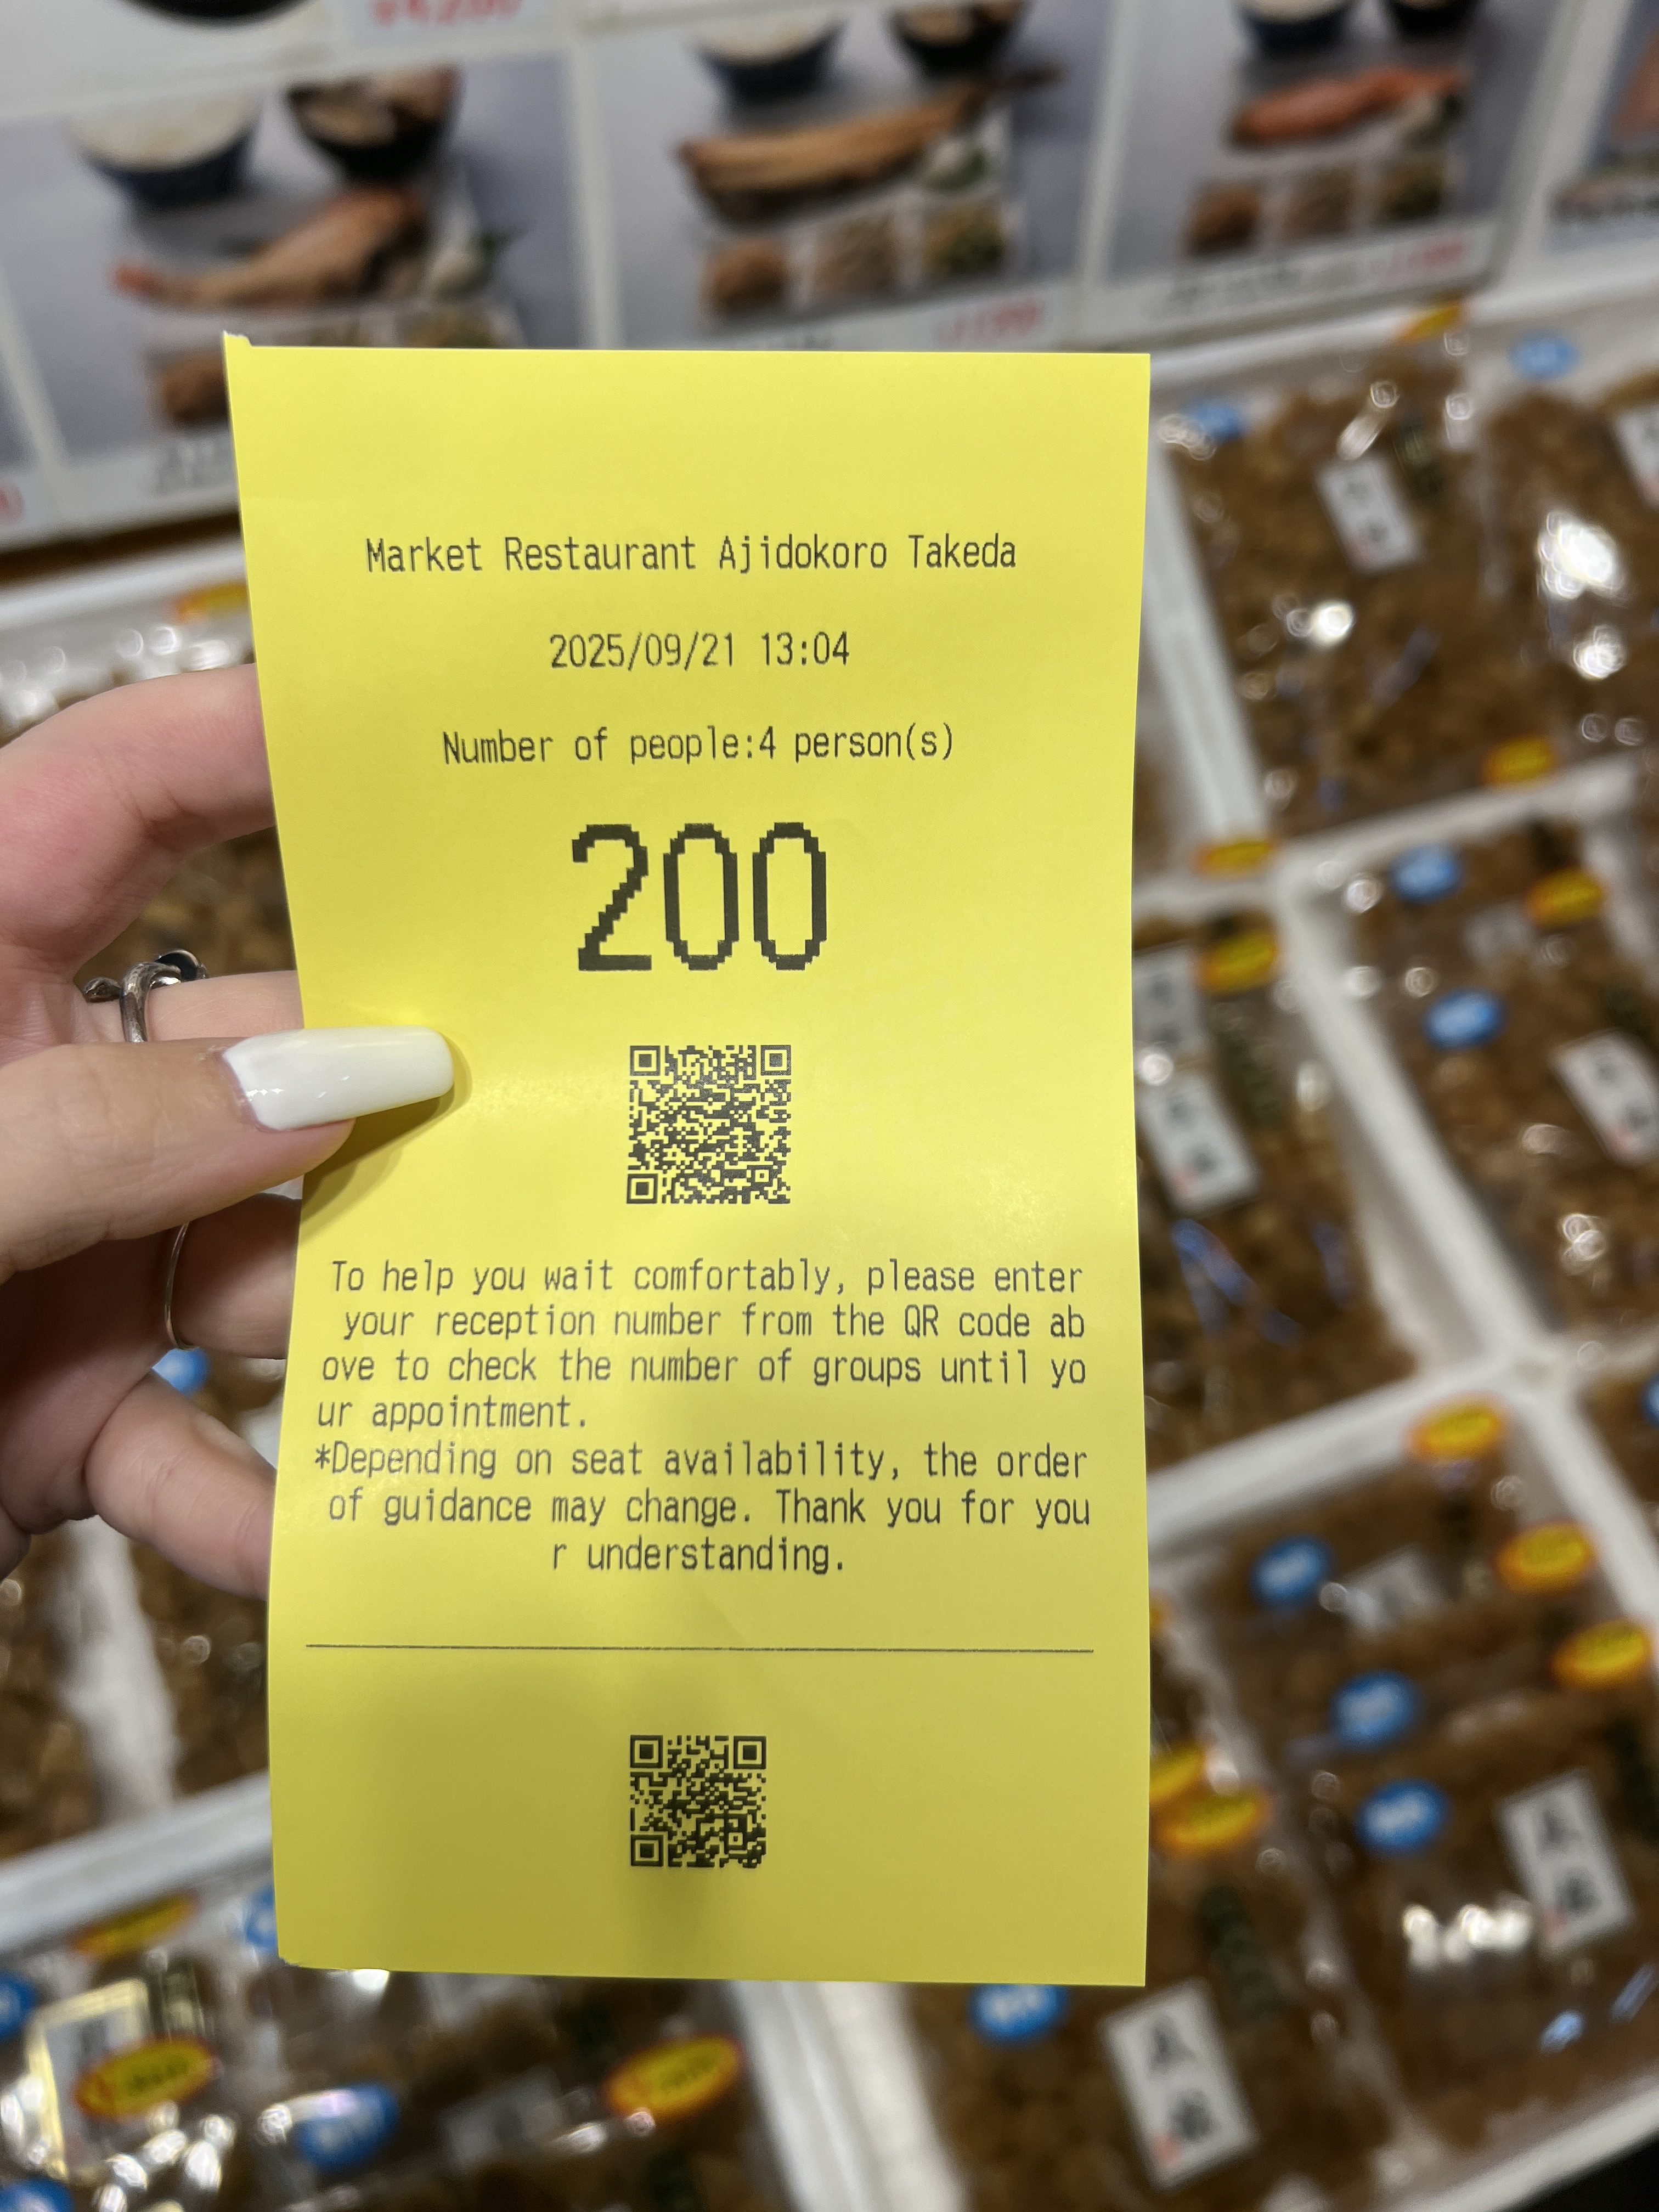 Market Restaurant Ajidokoro Takeda
2025/09/21 13:04
Number of people:4 person(s)
200
To help you wait comfortably, please enter
your reception number from the QR code ab
ove to check the number of groups until yo
ur appointment.
*Depending on seat availability, the order
of guidance may change. Thank you for you
r understanding.